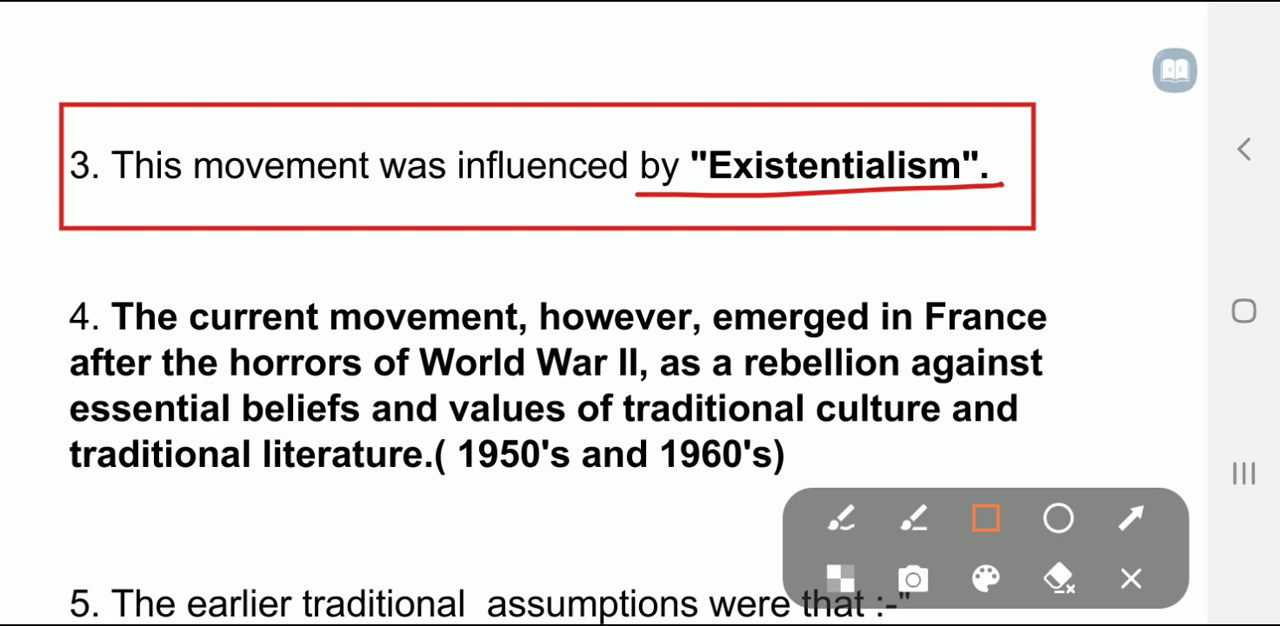 3. This movement was influenced by "Existentialism".
4. The current movement, however, emerged in France
after the horrors of World War II, as a rebellion against
essential beliefs and values of traditional culture and
traditional literature.( 1950's and 1960's)
5. The earlier traditional  assumptions were that :-"